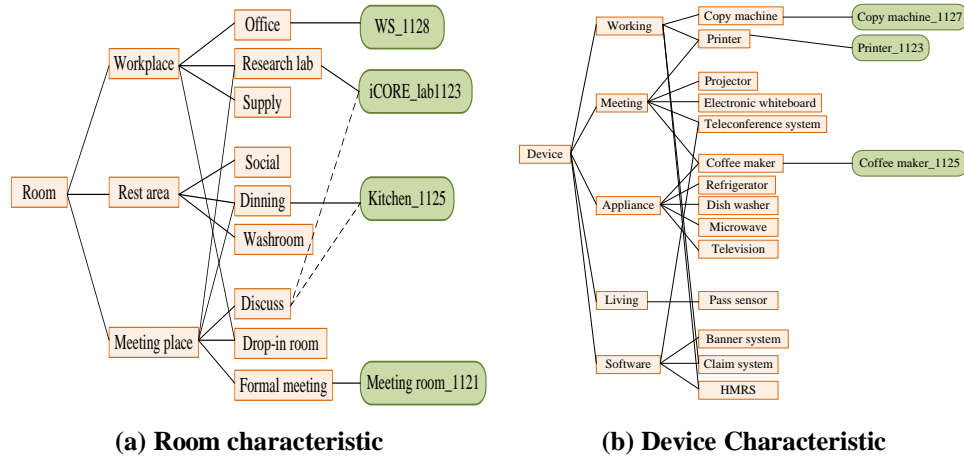 Office
WS_1128
Workplace
Research lab
iCORE_lab1123
Supply
Social
Room
Rest area
Dinning
Kitchen_1125
Washroom
Discuss
Meeting place
Drop-in room
Formal meeting
Meeting room_1121
(a) Room characteristic
Copy machine
Copy machine_1127
Working
Printer
Printer_1123
Projector
Meeting
Electronic whiteboard
Teleconference system
Device
Coffee maker
Coffee maker_1125
Refrigerator
Appliance
Dish washer
Microwave
Television
Living
Pass sensor
Banner system
Software
Claim system
HMRS
(b) Device Characteristic